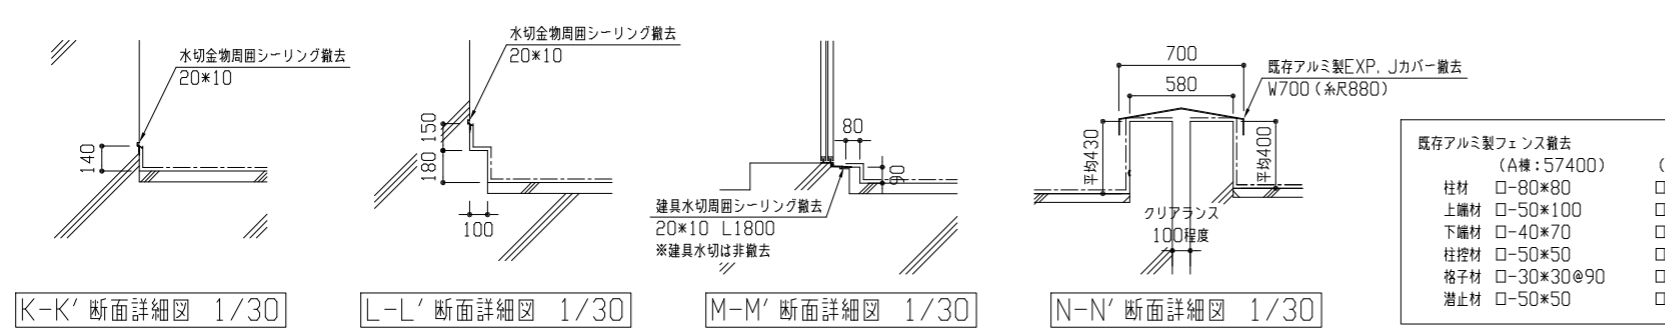 水切金物周囲シーリング撤去
20*10
140
K-K' 断面詳細図 1/30
水切金物周囲シーリング撤去
20*10
150
180
100
L-L' 断面詳細図 1/30
80
90
建具水切周囲シーリング撤去
20*10 L1800
※建具水切は非撤去
M-M' 断面詳細図 1/30
700
580
既存アルミ製EXP. Jカバー撤去
W700(糸尺880)
平均430
平均400
クリアランス
100程度
N-N' 断面詳細図 1/30
既存アルミ製フェンス撤去
(A棟:57400) (
柱材 □-80*80 □
上端材 □-50*100 □
下端材 □-40*70 □
柱控材 □-50*50 □
格子材 □-30*30@90 □
潜止材 □-50*50 □